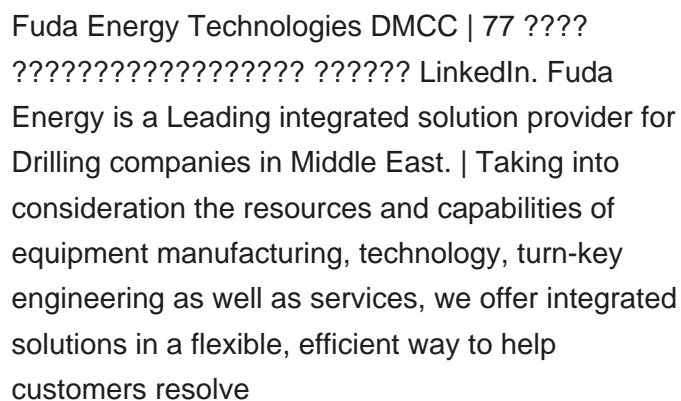 Fuda Energy Technologies DMCC | 77 ????
?????????????????? ?????? LinkedIn. Fuda
Energy is a Leading integrated solution provider for
Drilling companies in Middle East. | Taking into
consideration the resources and capabilities of
equipment manufacturing, technology, turn-key
engineering as well as services, we offer integrated
solutions in a flexible, efficient way to help
customers resolve